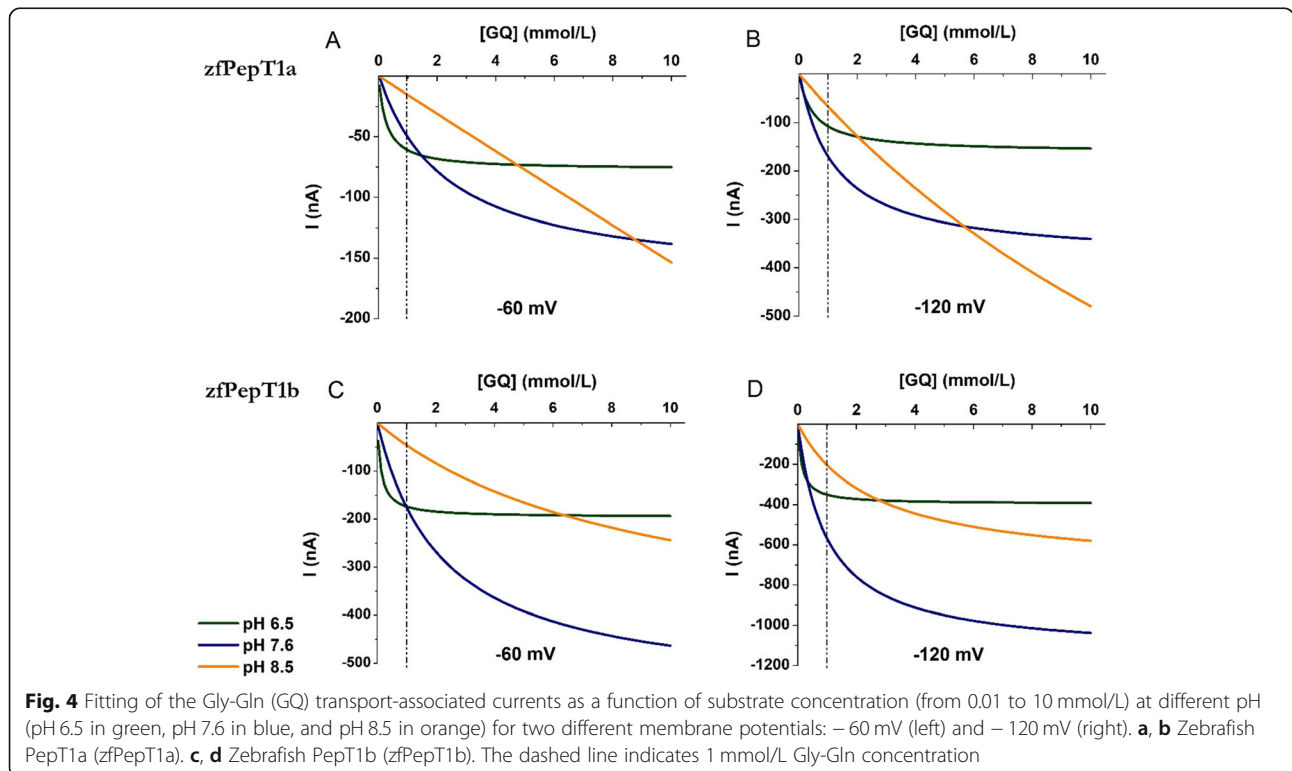 A
[GQ] (mmol/L)
zfPepT1a
0 2 4 6 8 10
-50
-100
-150
-200
I (nA)
-60 mV
B
[GQ] (mmol/L)
0 2 4 6 8 10
-100
-200
-300
-400
-500
I (nA)
-120 mV
zfPepT1b
C
[GQ] (mmol/L)
0 2 4 6 8 10
-100
-200
-300
-400
-500
I (nA)
-60 mV
D
[GQ] (mmol/L)
0 2 4 6 8 10
-200
-400
-600
-800
-1000
-1200
I (nA)
-120 mV
pH 6.5
pH 7.6
pH 8.5
Fig. 4 Fitting of the Gly-Gln (GQ) transport-associated currents as a function of substrate concentration (from 0.01 to 10 mmol/L) at different pH
(pH 6.5 in green, pH 7.6 in blue, and pH 8.5 in orange) for two different membrane potentials: − 60 mV (left) and − 120 mV (right). a, b Zebrafish
PepT1a (zfPepT1a). c, d Zebrafish PepT1b (zfPepT1b). The dashed line indicates 1 mmol/L Gly-Gln concentration